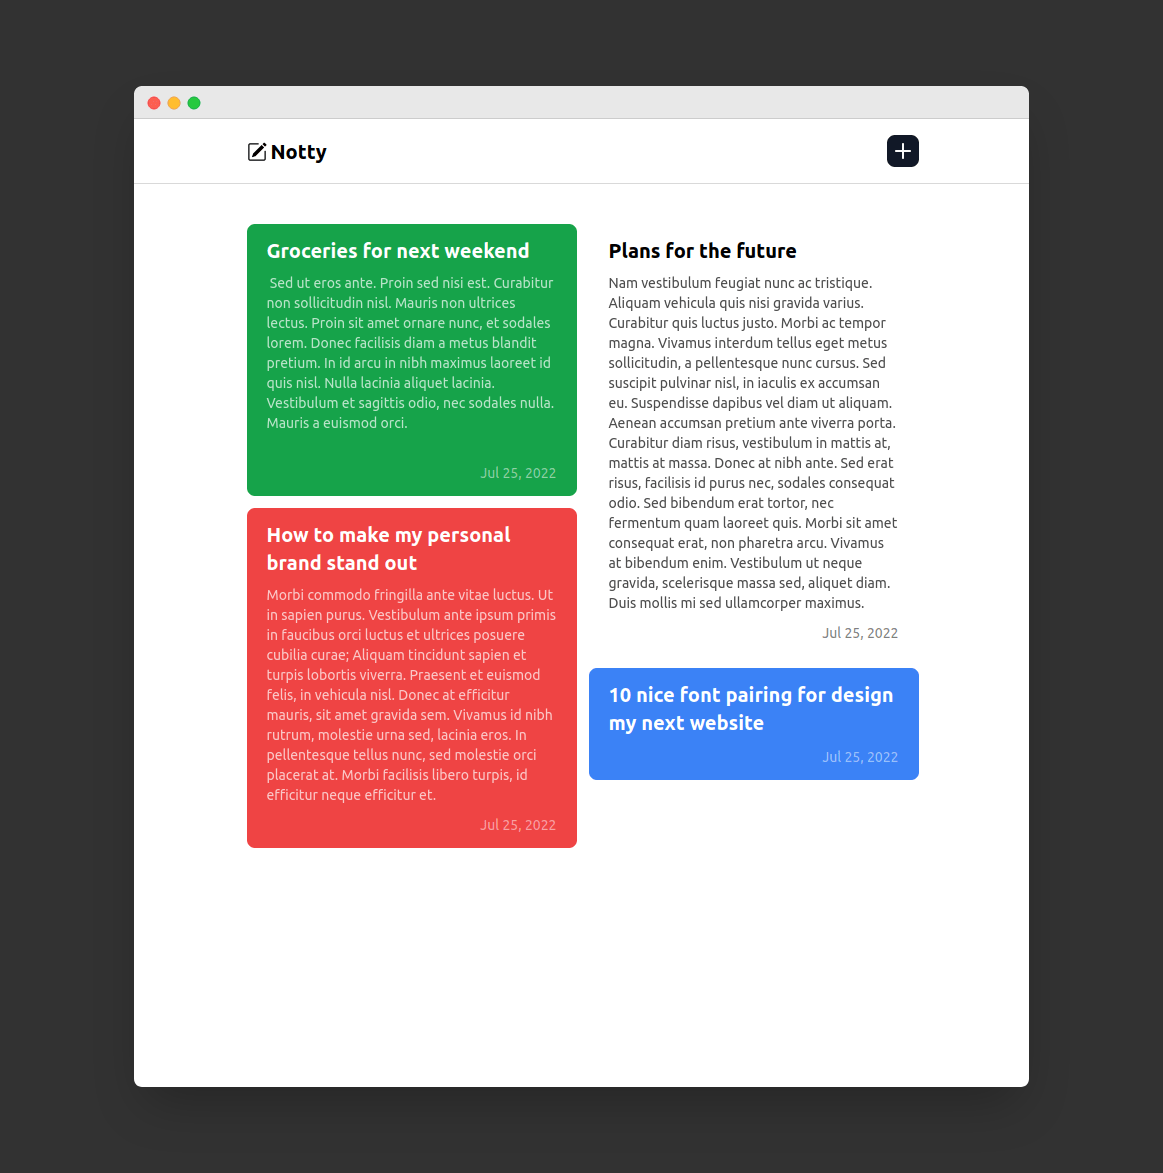 Notty
Groceries for next weekend
Sed ut eros ante. Proin sed nisi est. Curabitur
non sollicitudin nisl. Mauris non ultrices
lectus. Proin sit amet ornare nunc, et sodales
lorem. Donec facilisis diam a metus blandit
pretium. In id arcu in nibh maximus laoreet id
quis nisl. Nulla lacinia aliquet lacinia.
Vestibulum et sagittis odio, nec sodales nulla.
Mauris a euismod orci.
Jul 25, 2022
How to make my personal
brand stand out
Morbi commodo fringilla ante vitae luctus. Ut
in sapien purus. Vestibulum ante ipsum primis
in faucibus orci luctus et ultrices posuere
cubilia curae; Aliquam tincidunt sapien et
turpis lobortis viverra. Praesent et euismod
felis, in vehicula nisl. Donec at efficitur
mauris, sit amet gravida sem. Vivamus id nibh
rutrum, molestie urna sed, lacinia eros. In
pellentesque tellus nunc, sed molestie orci
placerat at. Morbi facilisis libero turpis, id
efficitur neque efficitur et.
Jul 25, 2022
Plans for the future
Nam vestibulum feugiat nunc ac tristique.
Aliquam vehicula quis nisi gravida varius.
Curabitur quis luctus justo. Morbi ac tempor
magna. Vivamus interdum tellus eget metus
sollicitudin, a pellentesque nunc cursus. Sed
suscipit pulvinar nisl, in iaculis ex accumsan
eu. Suspendisse dapibus vel diam ut aliquam.
Aenean accumsan pretium ante viverra porta.
Curabitur diam risus, vestibulum in mattis at,
mattis at massa. Donec at nibh ante. Sed erat
risus, facilisis id purus nec, sodales consequat
odio. Sed bibendum erat tortor, nec
fermentum quam laoreet quis. Morbi sit amet
consequat erat, non pharetra arcu. Vivamus
at bibendum enim. Vestibulum ut neque
gravida, scelerisque massa sed, aliquet diam.
Duis mollis mi sed ullamcorper maximus.
Jul 25, 2022
10 nice font pairing for design
my next website
Jul 25, 2022